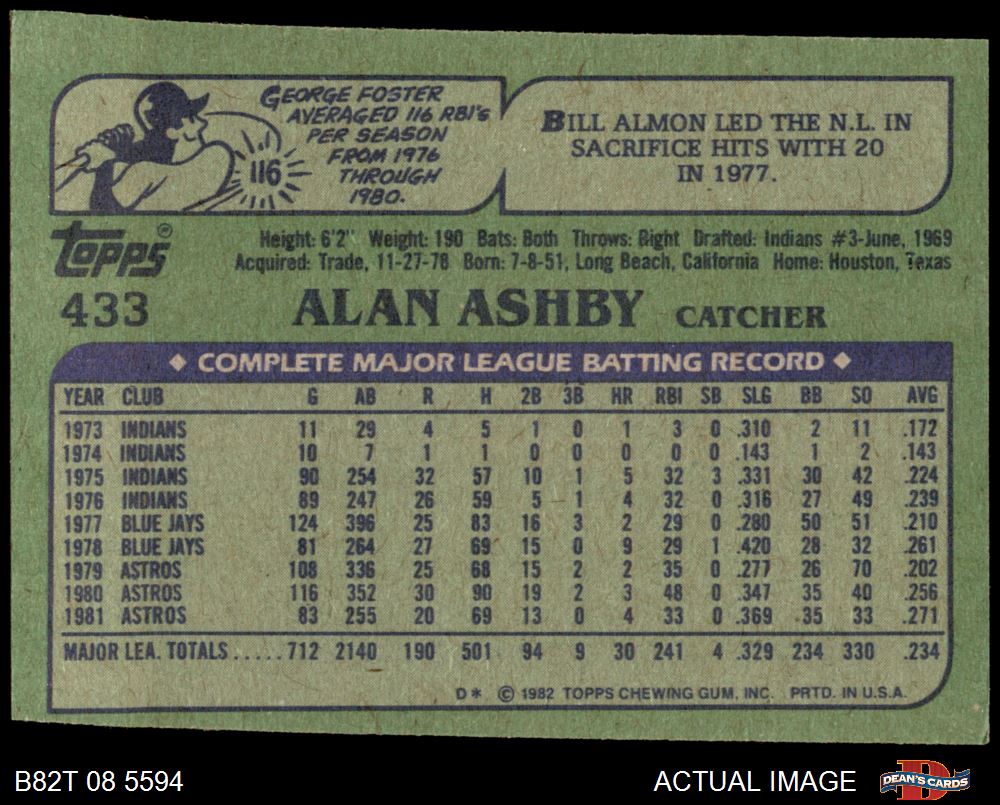 GEORGE FOSTER
AVERAGED 116 RBI's
PER SEASON
FROM 1976
THROUGH
1980.
116
BILL ALMON LED THE N.L. IN
SACRIFICE HITS WITH 20
IN 1977.
topps®
Height: 6'2" Weight: 190 Bats: Both Throws: Right Drafted: Indians #3-June, 1969
Acquired: Trade, 11-27-78 Born: 7-8-51, Long Beach, California Home: Houston, Texas
433 ALAN ASHBY CATCHER
◆ COMPLETE MAJOR LEAGUE BATTING RECORD ◆
YEAR CLUB G AB R H 2B 3B HR RBI SB SLG BB SO AVG
1973 INDIANS 11 29 4 5 1 0 1 3 0 .310 2 11 .172
1974 INDIANS 10 7 1 1 0 0 0 0 0 .143 1 2 .143
1975 INDIANS 90 254 32 57 10 1 5 32 3 .331 30 42 .224
1976 INDIANS 89 247 26 59 5 1 4 32 0 .316 27 49 .239
1977 BLUE JAYS 124 396 25 83 16 3 2 29 0 .280 50 51 .210
1978 BLUE JAYS 81 264 27 69 15 0 9 29 1 .420 28 32 .261
1979 ASTROS 108 336 25 68 15 2 2 35 0 .277 26 70 .202
1980 ASTROS 116 352 30 90 19 2 3 48 0 .347 35 40 .256
1981 ASTROS 83 255 20 69 13 0 4 33 0 .369 35 33 .271
MAJOR LEA. TOTALS.....712 2140 190 501 94 9 30 241 4 .329 234 330 .234
D* © 1982 TOPPS CHEWING GUM, INC. PRTD. IN U.S.A.
B82T 08 5594
ACTUAL IMAGE
D
DEAN'S CARDS